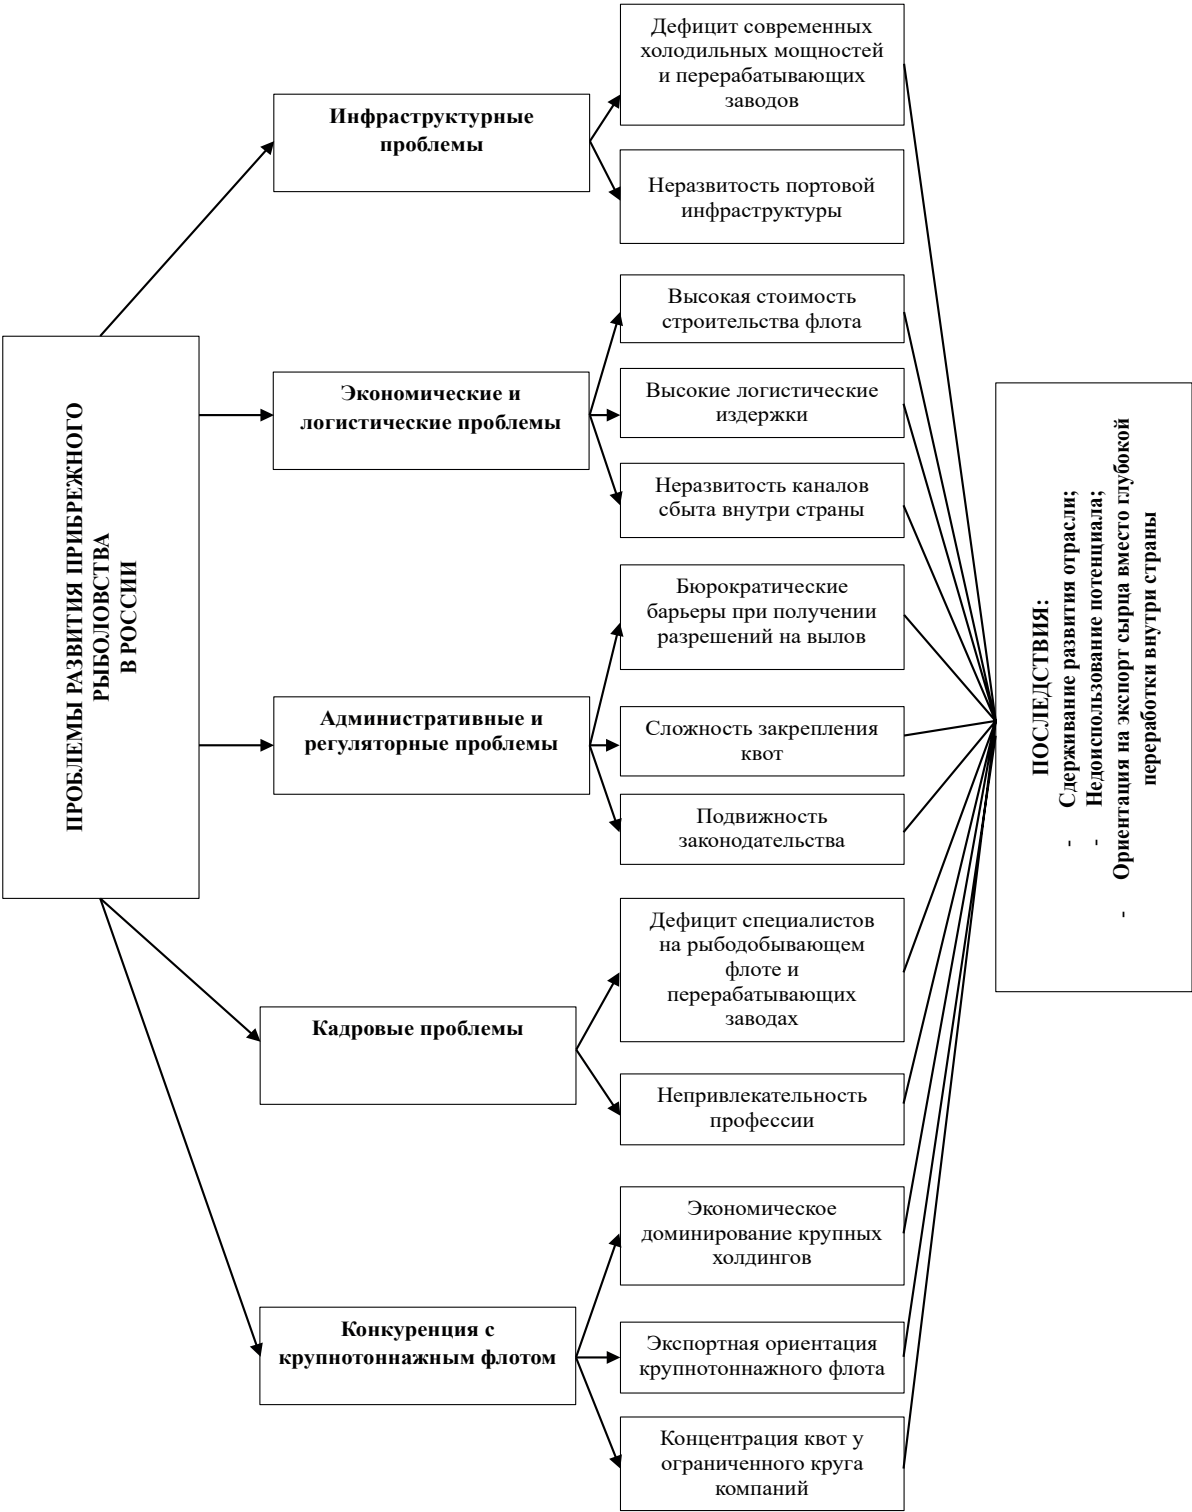 ПРОБЛЕМЫ РАЗВИТИЯ ПРИБРЕЖНОГО
РЫБОЛОВСТВА
В РОССИИ
Инфраструктурные
проблемы
Дефицит современных
холодильных мощностей
и перерабатывающих
заводов
Неразвитость портовой
инфраструктуры
Экономические и
логистические проблемы
Высокая стоимость
строительства флота
Высокие логистические
издержки
Неразвитость каналов
сбыта внутри страны
Административные и
регуляторные проблемы
Бюрократические
барьеры при получении
разрешений на вылов
Сложность закрепления
квот
Подвижность
законодательства
Кадровые проблемы
Дефицит специалистов
на рыбодобывающем
флоте и
перерабатывающих
заводах
Непривлекательность
профессии
Конкуренция с
крупнотоннажным флотом
Экономическое
доминирование крупных
холдингов
Экспортная ориентация
крупнотоннажного флота
Концентрация квот у
ограниченного круга
компаний
ПОСЛЕДСТВИЯ:
- Сдерживание развития отрасли;
- Недоиспользование потенциала;
- Ориентация на экспорт сырца вместо глубокой
переработки внутри страны